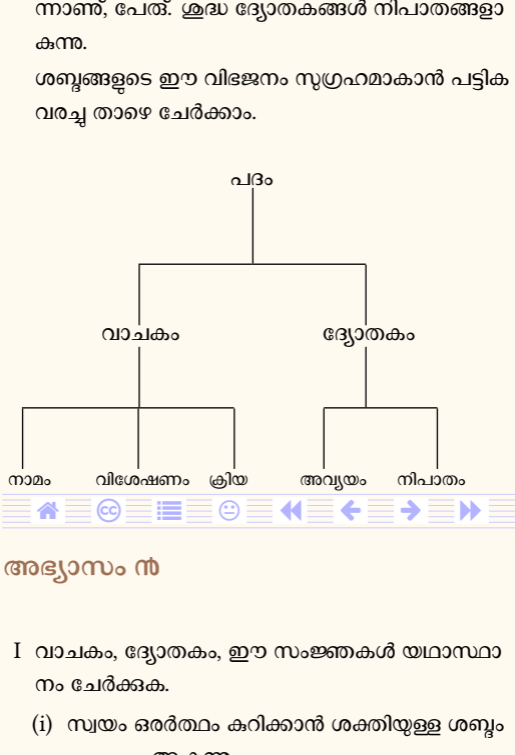 ന്നാണു്, പേരു്. ശുദ്ധ ദ്യോതകങ്ങൾ നിപാതങ്ങളാ
കുന്നു.
ശബ്ദങ്ങളുടെ ഈ വിഭജനം സുഗ്രഹമാകാൻ പട്ടിക
വരച്ചു താഴെ ചേർക്കാം.
പദം
വാചകം ദ്യോതകം
നാമം വിശേഷണം ക്രിയ അവ്യയം നിപാതം
അഭ്യാസം ൻ
I വാചകം, ദ്യോതകം, ഈ സംജ്ഞകൾ യഥാസ്ഥാ
നം ചേർക്കുക.
(i) സ്വയം ഒരർത്ഥം കുറിക്കാൻ ശക്തിയുള്ള ശബ്ദം